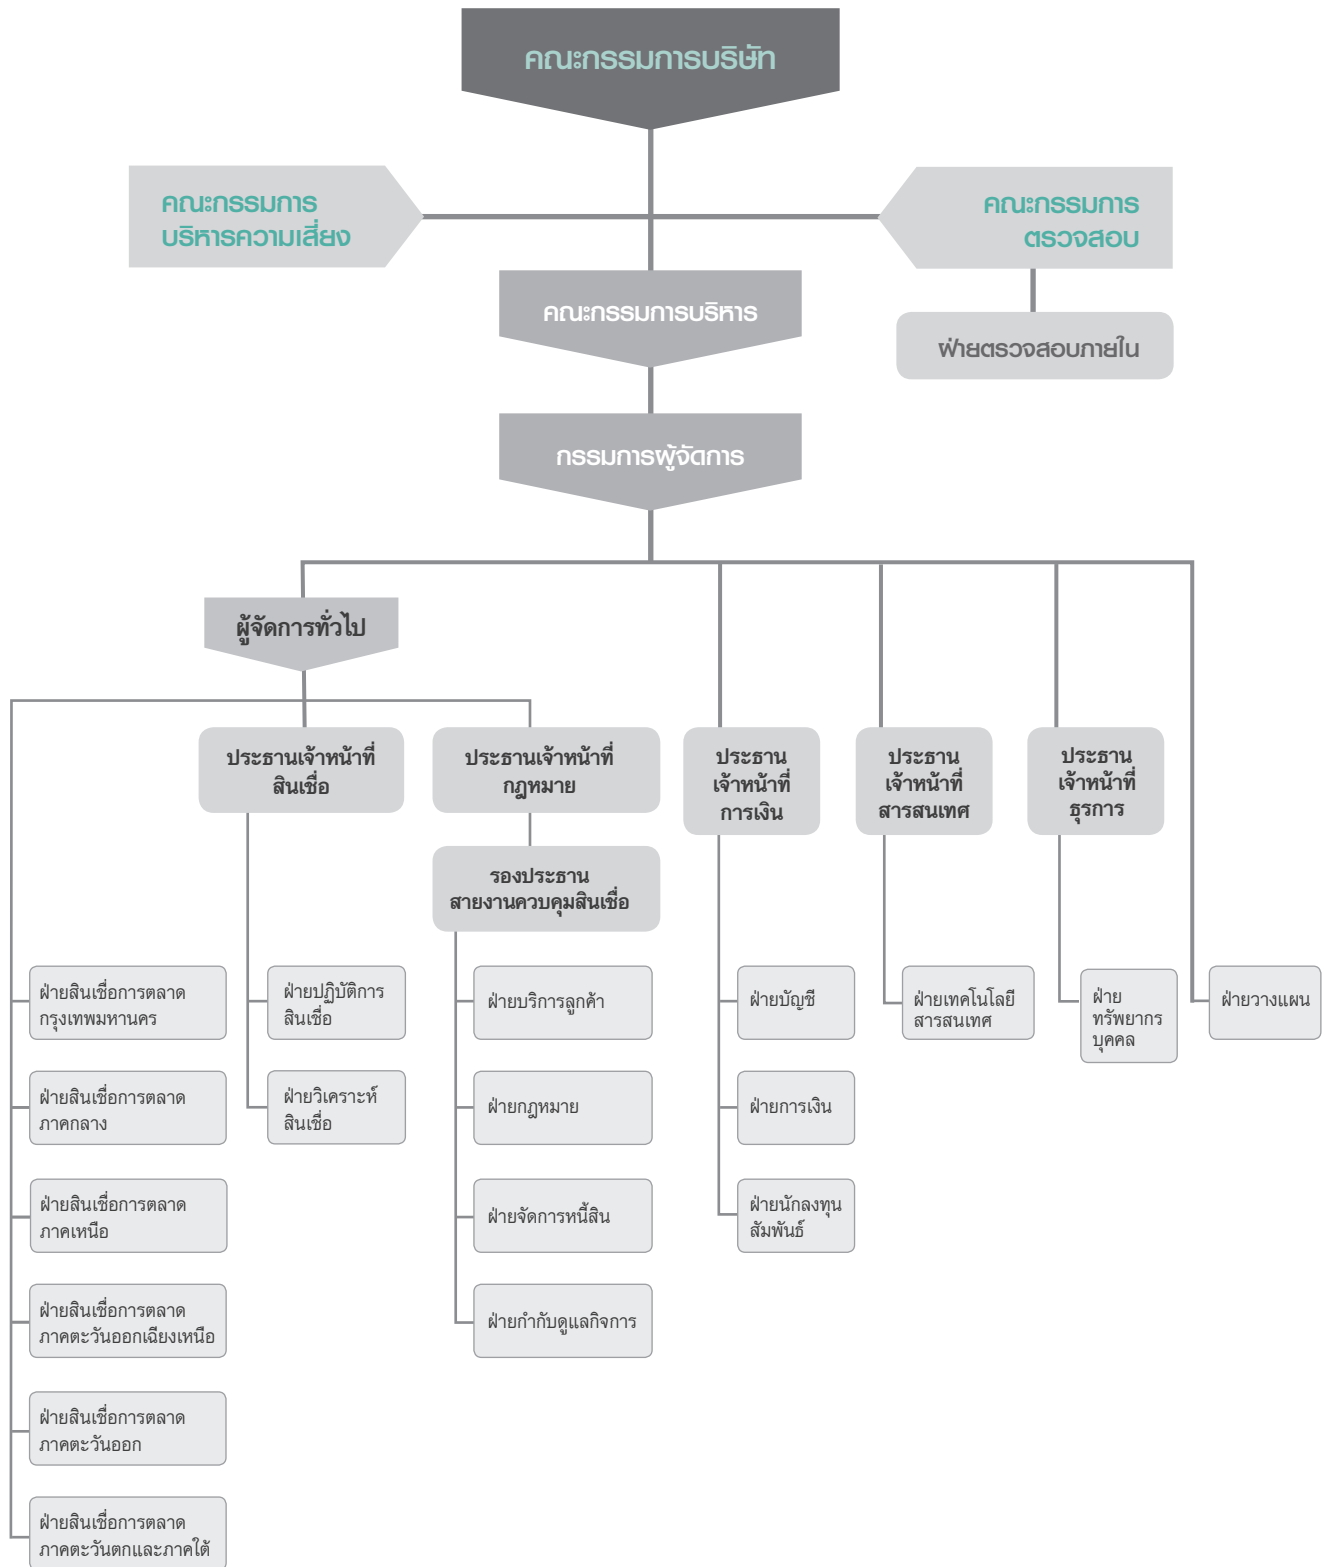 คณะกรรมการบริษัท
คณะกรรมการ
บริหารความเสี่ยง
คณะกรรมการ
ตรวจสอบ
คณะกรรมการบริหาร
ฝ่ายตรวจสอบภายใน
กรรมการผู้จัดการ
ผู้จัดการทั่วไป
ประธานเจ้าหน้าที่
สินเชื่อ
ประธานเจ้าหน้าที่
กฎหมาย
ประธาน
เจ้าหน้าที่
การเงิน
ประธาน
เจ้าหน้าที่
สารสนเทศ
ประธาน
เจ้าหน้าที่
ธุรการ
รองประธาน
สายงานควบคุมสินเชื่อ
ฝ่ายสินเชื่อการตลาด
กรุงเทพมหานคร
ฝ่ายสินเชื่อการตลาด
ภาคกลาง
ฝ่ายสินเชื่อการตลาด
ภาคเหนือ
ฝ่ายสินเชื่อการตลาด
ภาคตะวันออกเฉียงเหนือ
ฝ่ายสินเชื่อการตลาด
ภาคตะวันออก
ฝ่ายสินเชื่อการตลาด
ภาคตะวันตกและภาคใต้
ฝ่ายปฏิบัติการ
สินเชื่อ
ฝ่ายวิเคราะห์
สินเชื่อ
ฝ่ายบริการลูกค้า
ฝ่ายกฎหมาย
ฝ่ายจัดการหนี้สิน
ฝ่ายกำกับดูแลกิจการ
ฝ่ายบัญชี
ฝ่ายการเงิน
ฝ่ายนักลงทุน
สัมพันธ์
ฝ่ายเทคโนโลยี
สารสนเทศ
ฝ่าย
ทรัพยากร
บุคคล
ฝ่ายวางแผน